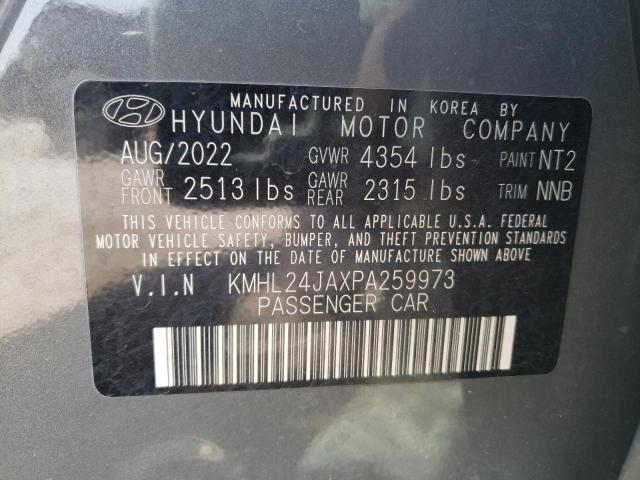 MANUFACTURED IN KOREA BY
HYUNDAI MOTOR COMPANY
AUG/2022 GVWR 4354 lbs PAINT NT2
GAWR FRONT 2513 lbs GAWR REAR 2315 lbs TRIM NNB
THIS VEHICLE CONFORMS TO ALL APPLICABLE U.S.A. FEDERAL
MOTOR VEHICLE SAFETY, BUMPER, AND THEFT PREVENTION
STANDARDS IN EFFECT ON THE DATE OF MANUFACTURE SHOWN ABOVE
V.I.N KMHL24JAXPA259973
PASSENGER CAR